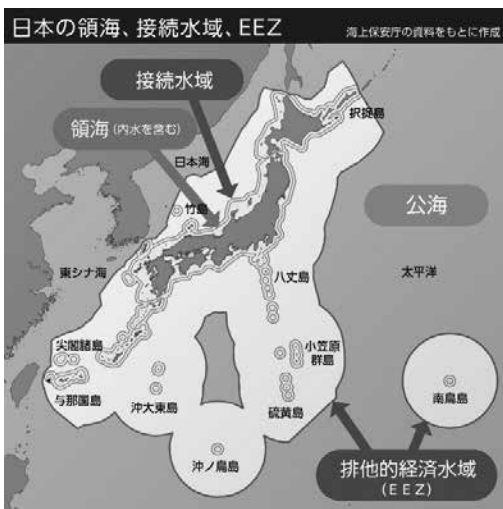 日本の領海、接続水域、EEZ
海上保安庁の資料をもとに作成
接続水域
領海(内水を含む)
択捉島
日本海
竹島
公海
東シナ海
八丈島
太平洋
尖閣諸島
小笠原
群島
与那国島
沖大東島
硫黄島
南鳥島
沖ノ鳥島
排他的経済水域
(EEZ)